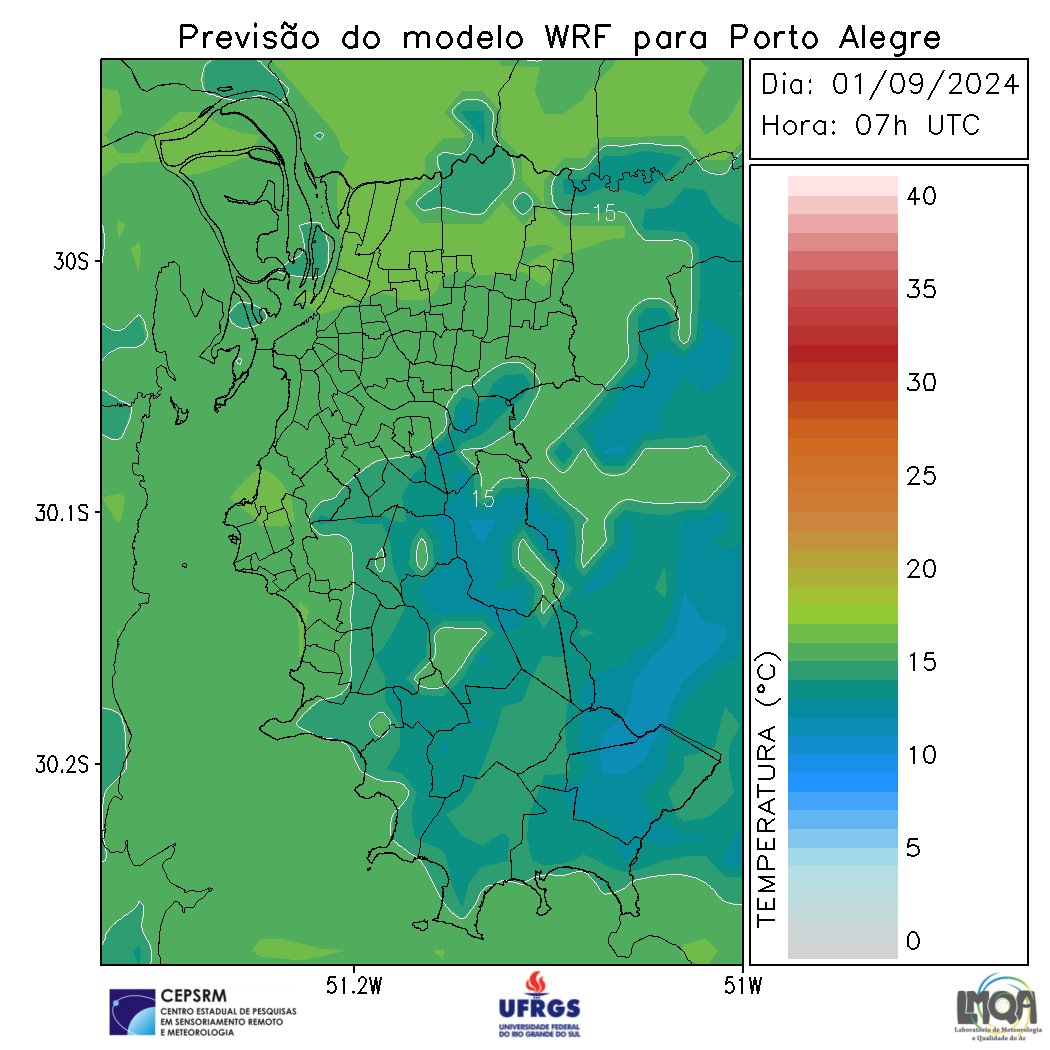 Previsão do modelo WRF para Porto Alegre
Dia: 01/09/2024
Hora: 07h UTC
40
35
30
25
20
15
10
5
0
TEMPERATURA (°C)
15
15
30S
30.1S
30.2S
51.2W
51W
CEPSRM
CENTRO ESTADUAL DE PESQUISAS
EM SENSORIAMENTO REMOTO
E METEOROLOGIA
UFRGS
UNIVERSIDADE FEDERAL
DO RIO GRANDE DO SUL
LMQA
Laboratório de Meteorologia
e Qualidade do Ar